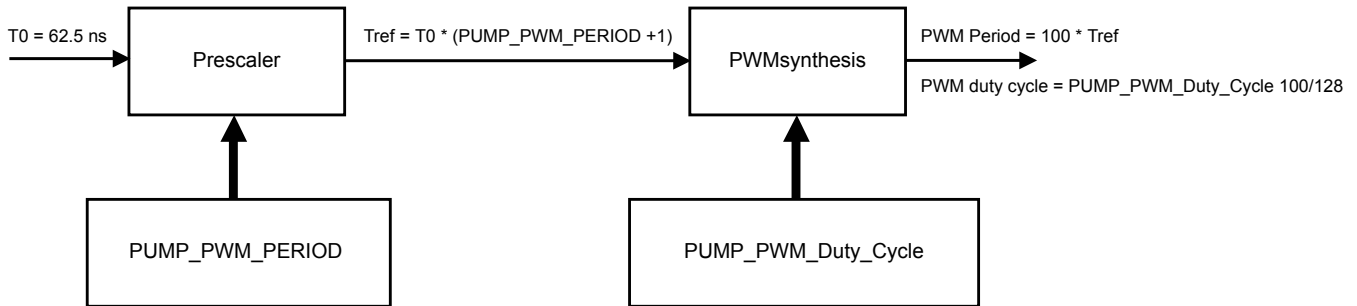 T0 = 62.5 ns
Prescaler
Tref = T0 * (PUMP_PWM_PERIOD +1)
PWMsynthesis
PWM Period = 100 * Tref
PWM duty cycle = PUMP_PWM_Duty_Cycle 100/128
PUMP_PWM_PERIOD
PUMP_PWM_Duty_Cycle